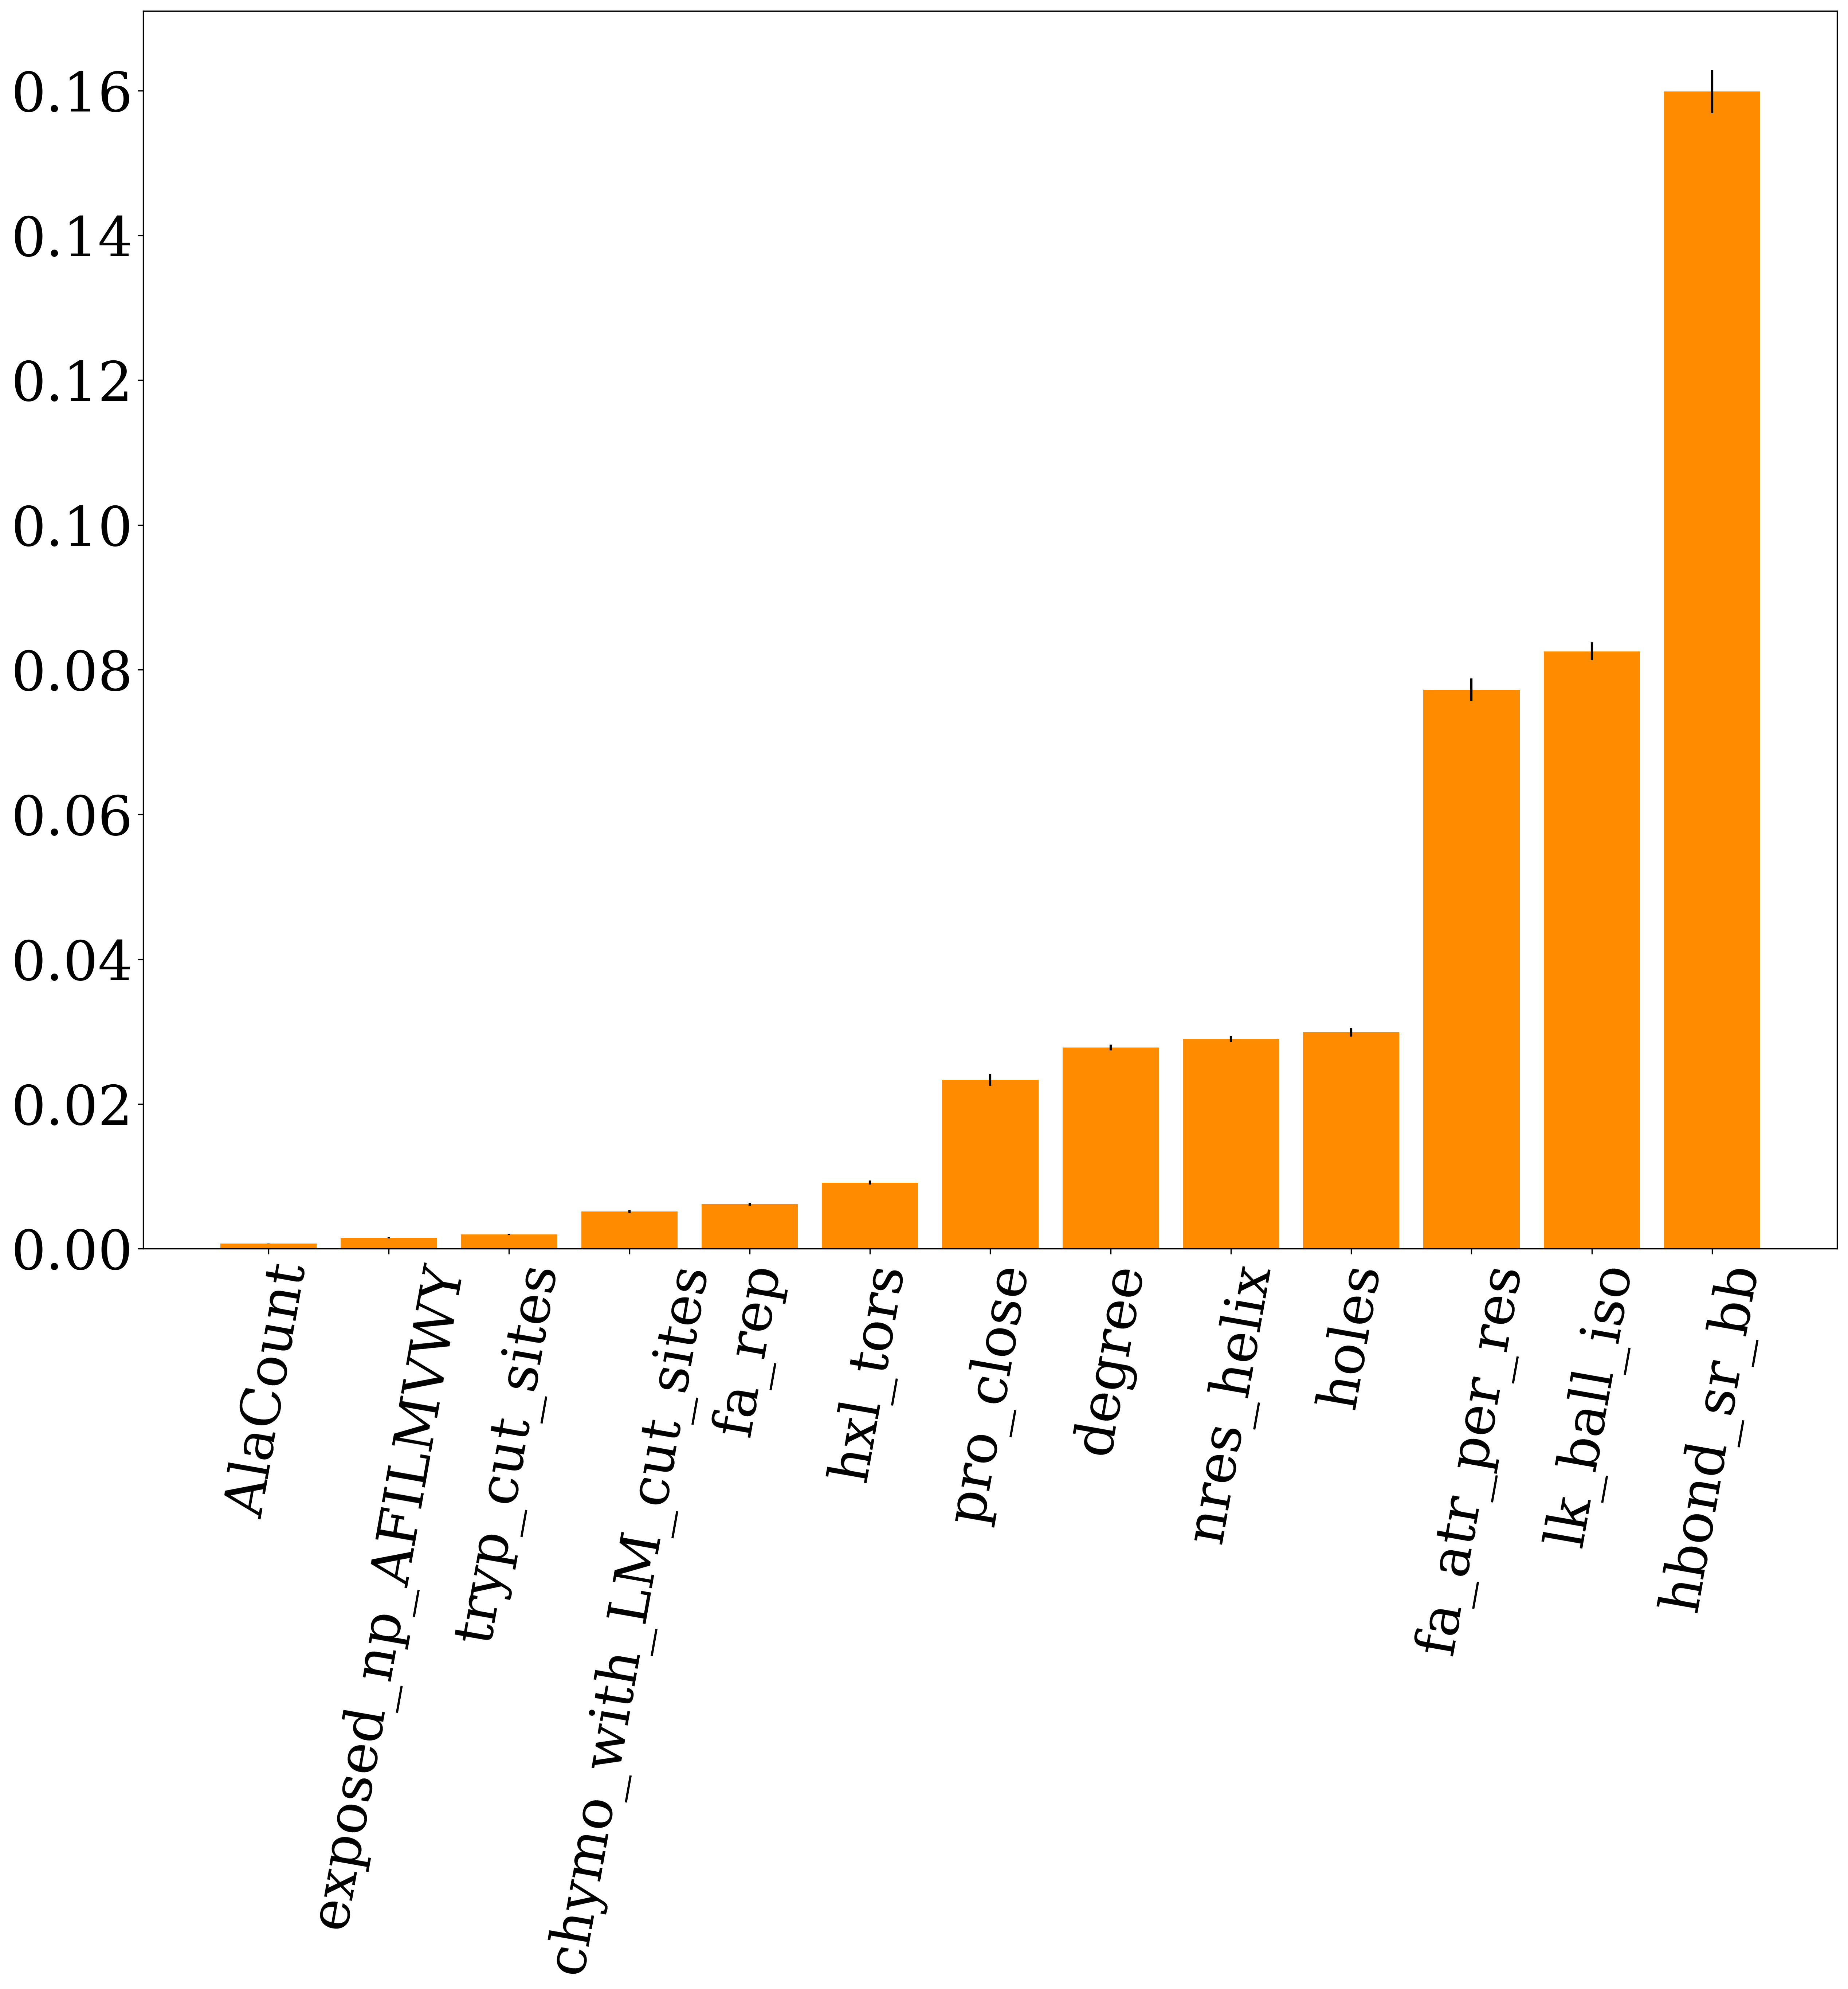 0.16
0.14
0.12
0.10
0.08
0.06
0.04
0.02
0.00
AlaCount
exposed_np_AFILMVWY
tryp_cut_sites
chymo_with_LM_cut_sites
fa_rep
hxl_tors
pro_close
degree
nres_helix
holes
fa_atr_per_res
lk_ball_iso
hbond_sr_bb